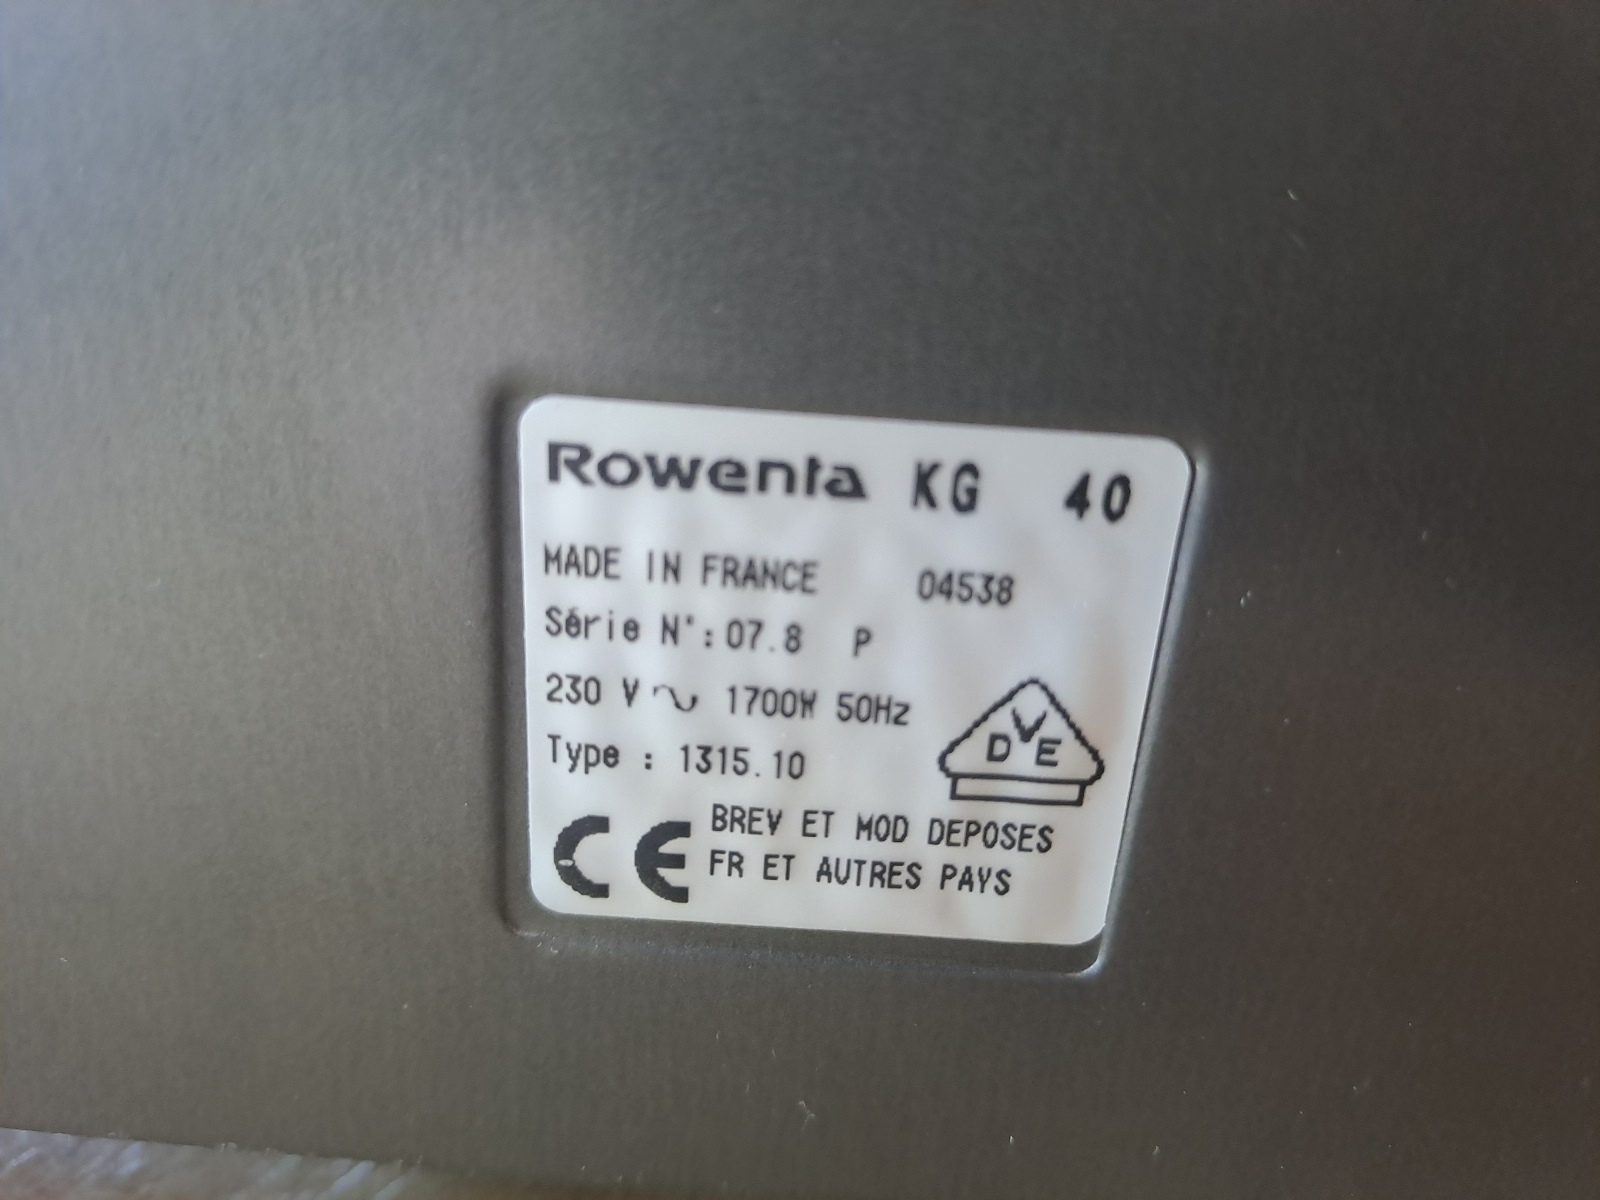 Rowenta KG 40
MADE IN FRANCE 04538
Série N°: 07.8 P
230 V ~ 1700W 50Hz
Type : 1315.10
DVE
CE BREV ET MOD DEPOSES
FR ET AUTRES PAYS